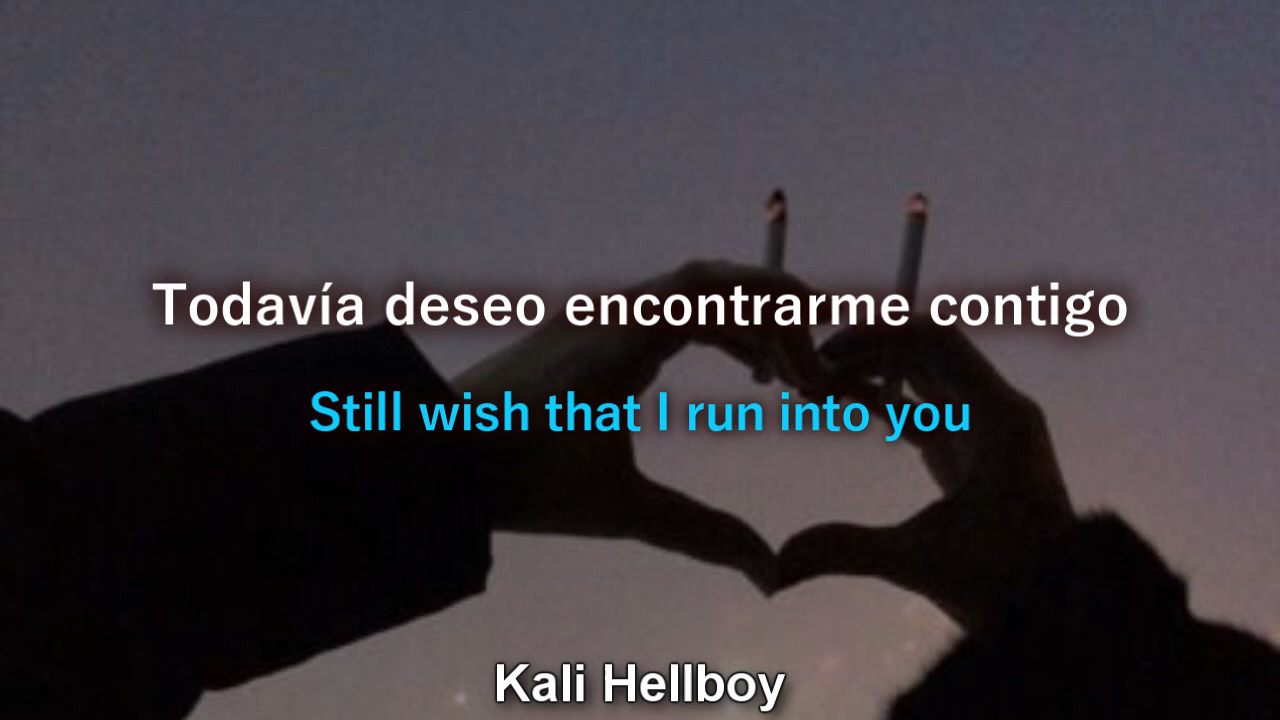 Todavía deseo encontrarme contigo
Still wish that I run into you
Kali Hellboy